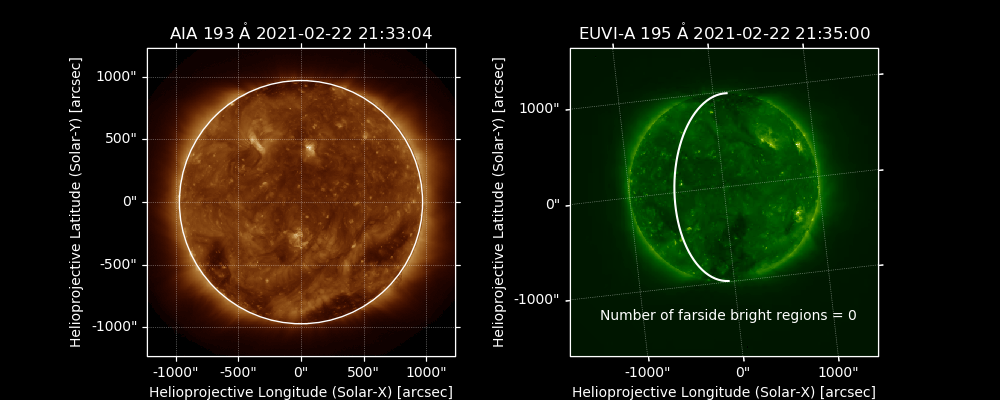 AIA 193 Å 2021-02-22 21:33:04
Helioprojective Latitude (Solar-Y) [arcsec]
1000"
500"
0"
-500"
-1000"
-1000"  -500"  0"  500"  1000"
Helioprojective Longitude (Solar-X) [arcsec]
EUVI-A 195 Å 2021-02-22 21:35:00
Helioprojective Latitude (Solar-Y) [arcsec]
1000"
0"
-1000"
Number of farside bright regions = 0
-1000"  0"  1000"
Helioprojective Longitude (Solar-X) [arcsec]